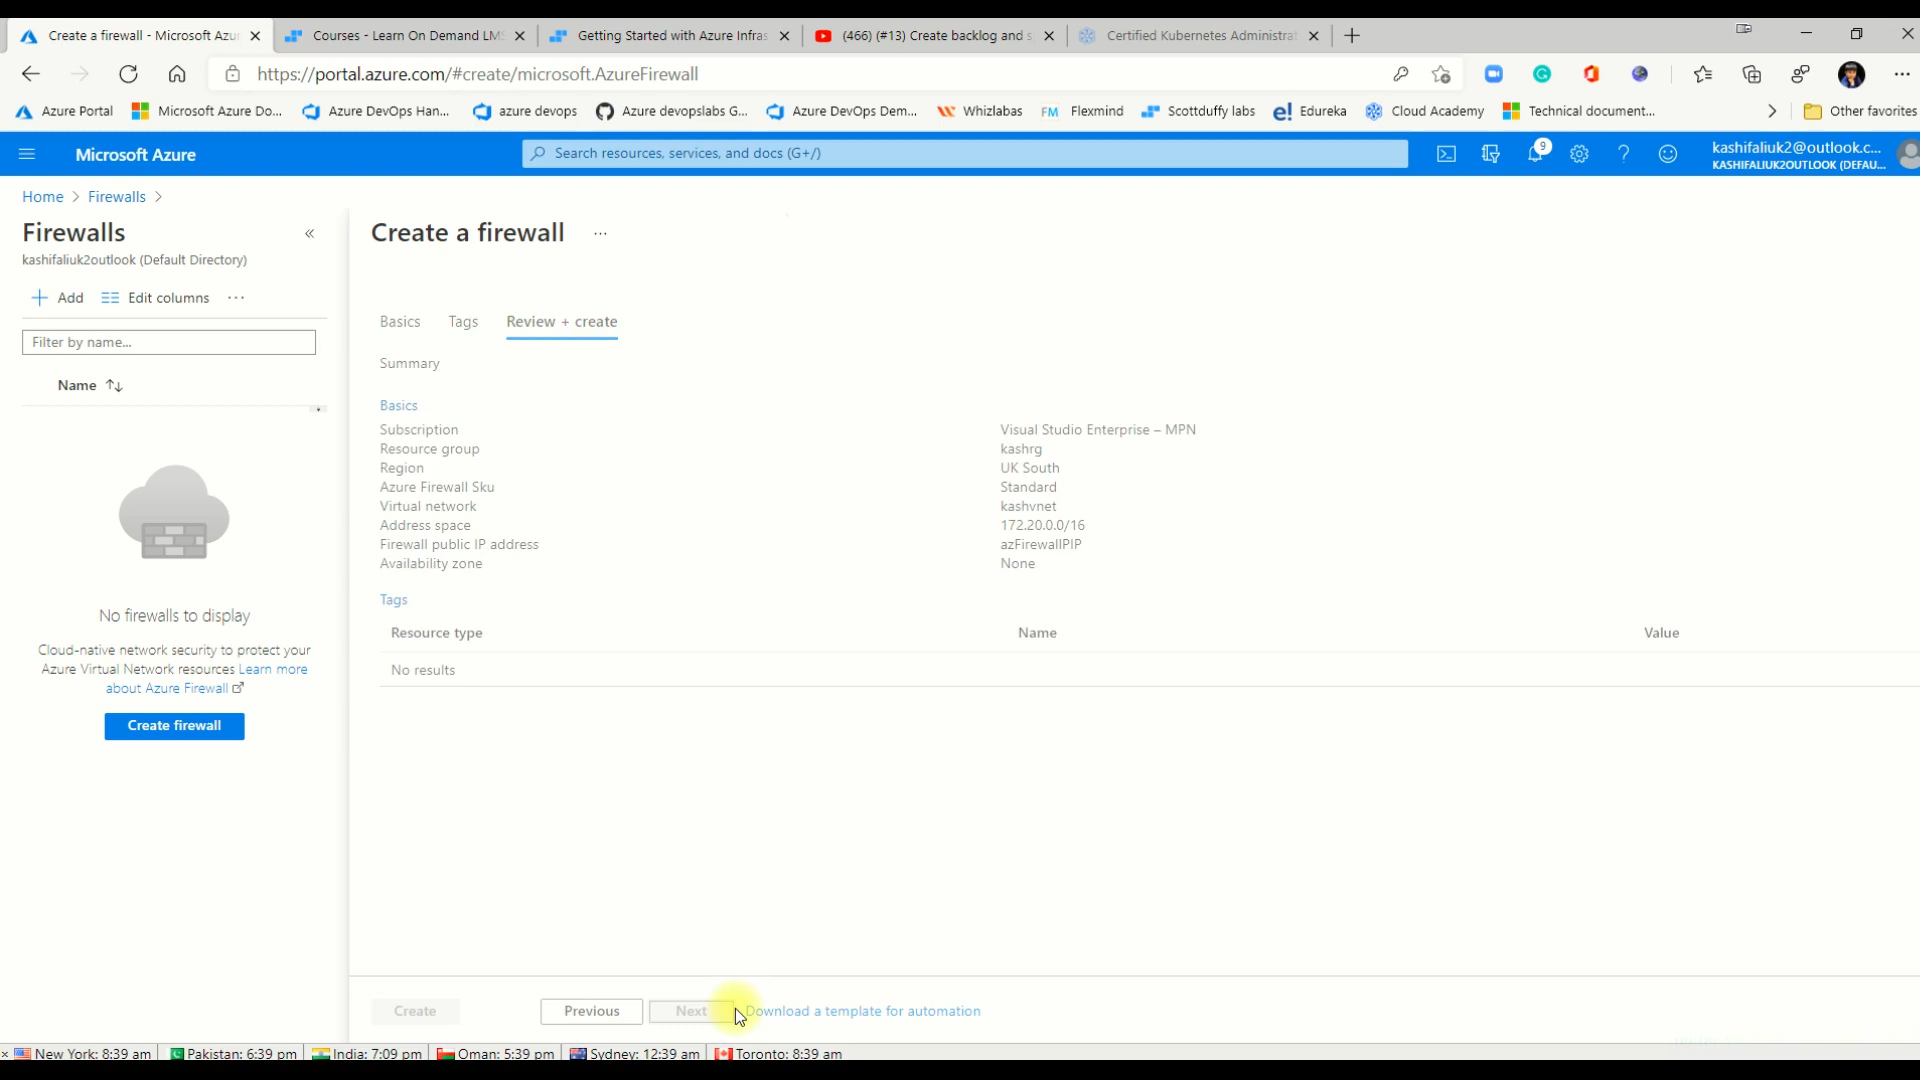 Create a firewall - Microsoft Azu
Courses - Learn On Demand LMS
Getting Started with Azure Infras
(466) (#13) Create backlog and s
Certified Kubernetes Administrat
https://portal.azure.com/#create/microsoft.AzureFirewall
Azure Portal
Microsoft Azure Do...
Azure DevOps Han...
azure devops
Azure devopslabs G...
Azure DevOps Dem...
Whizlabs
FM Flexmind
Scottduffy labs
e! Edureka
Cloud Academy
Technical document...
Other favorites
Microsoft Azure
Search resources, services, and docs (G+/)
9
kashifaliuk2@outlook.c...
KASHIFALIUK2OUTLOOK (DEFAU...
Home > Firewalls >
Firewalls
«
kashifaliuk2outlook (Default Directory)
+ Add
Edit columns
...
Filter by name...
Name ↑↓
No firewalls to display
Cloud-native network security to protect your
Azure Virtual Network resources Learn more
about Azure Firewall
Create firewall
Create a firewall ...
Basics
Tags
Review + create
Summary
Basics
Subscription Visual Studio Enterprise – MPN
Resource group kashrg
Region UK South
Azure Firewall Sku Standard
Virtual network kashvnet
Address space 172.20.0.0/16
Firewall public IP address azFirewallPIP
Availability zone None
Tags
Resource type Name Value
No results
Create
Previous
Next
Download a template for automation
× New York: 8:39 am
Pakistan: 6:39 pm
India: 7:09 pm
Oman: 5:39 pm
Sydney: 12:39 am
Toronto: 8:39 am